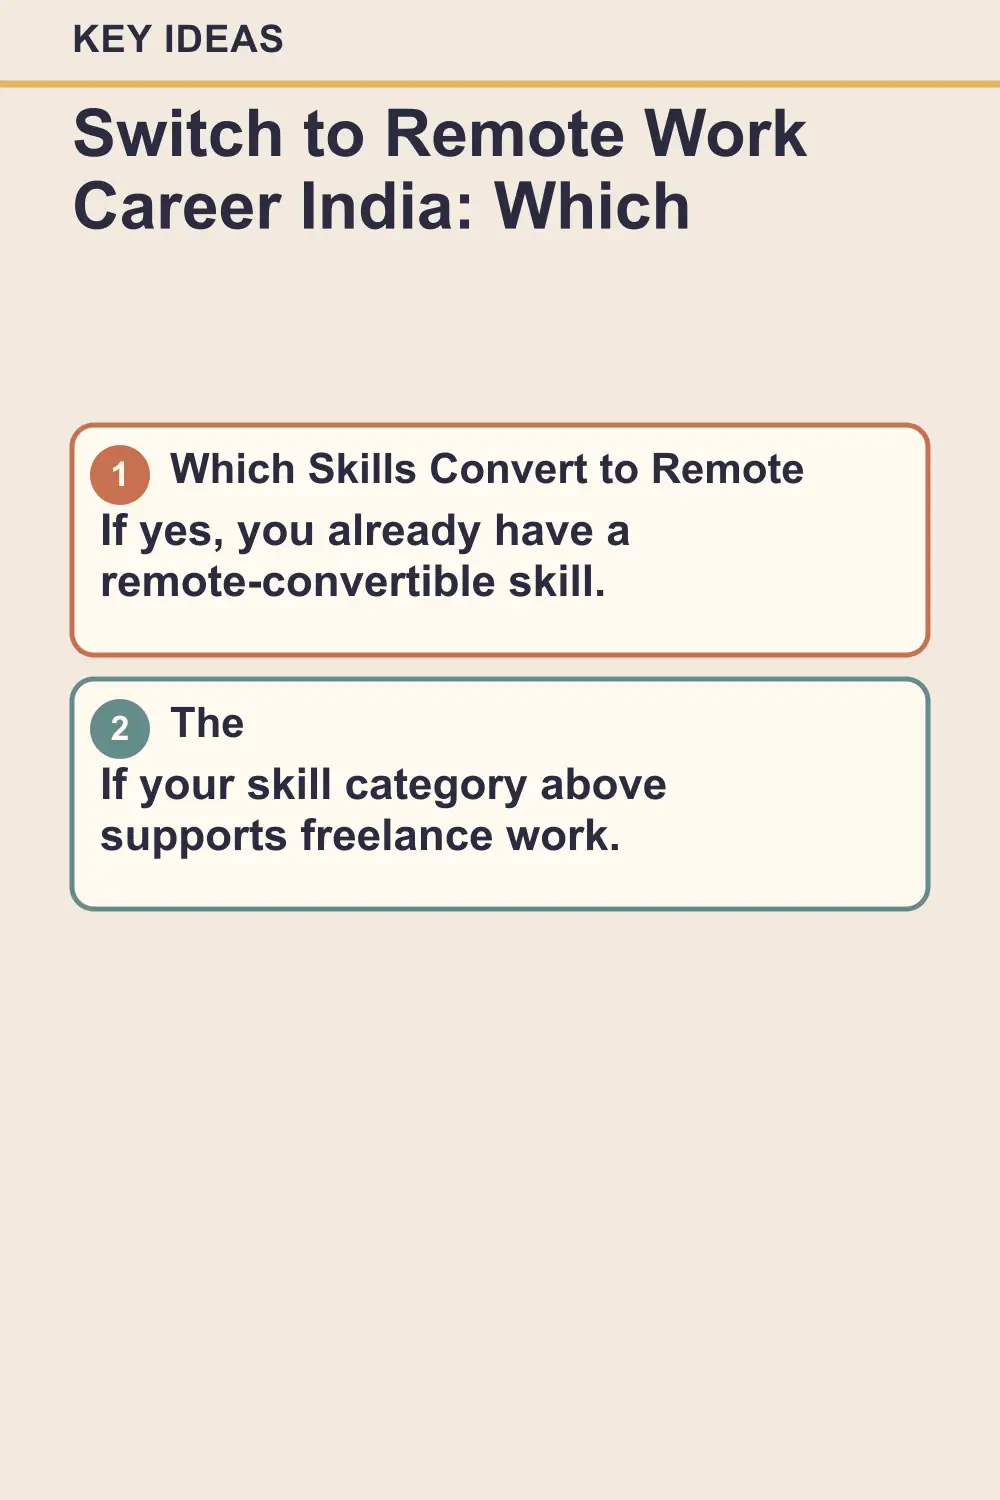 KEY IDEAS
Switch to Remote Work
Career India: Which
1 Which Skills Convert to Remote
If yes, you already have a
remote-convertible skill.
2 The
If your skill category above
supports freelance work.